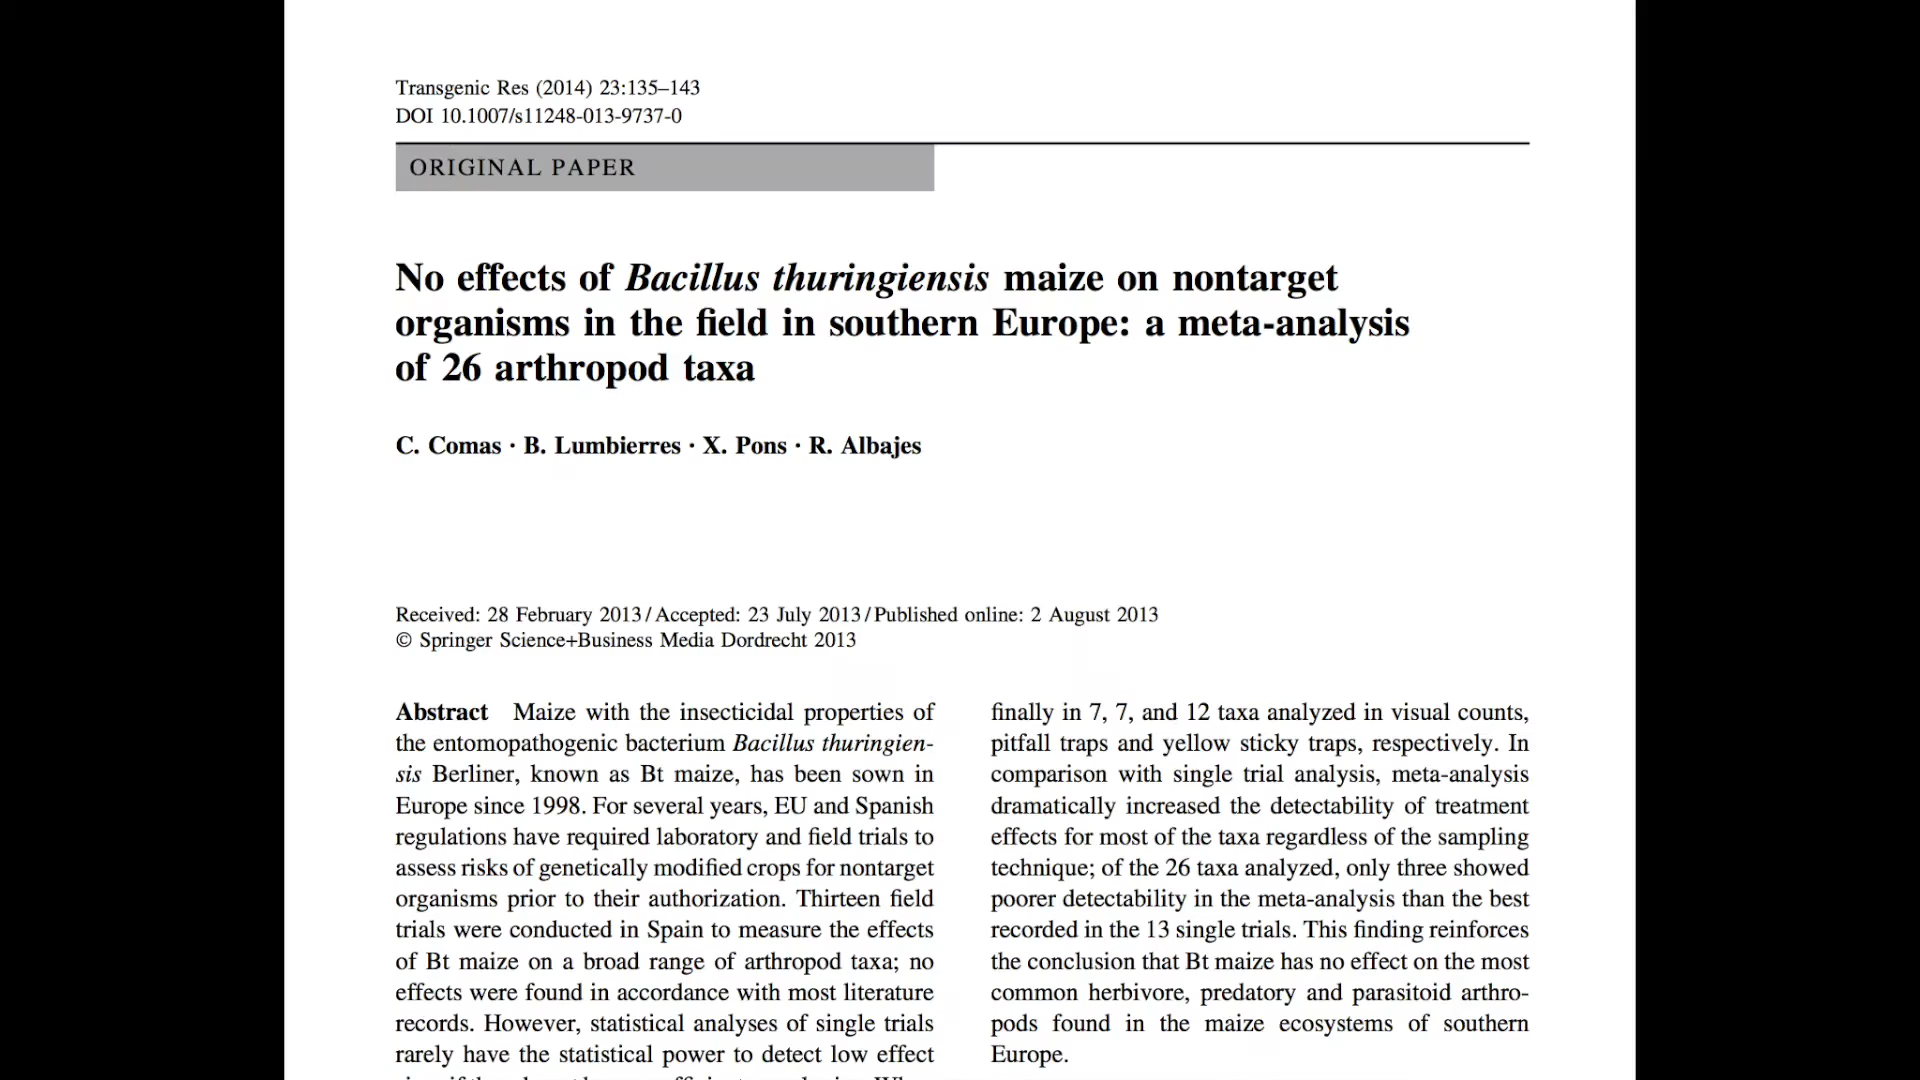 Transgenic Res (2014) 23:135–143
DOI 10.1007/s11248-013-9737-0
ORIGINAL PAPER
No effects of Bacillus thuringiensis maize on nontarget
organisms in the field in southern Europe: a meta-analysis
of 26 arthropod taxa
C. Comas · B. Lumbierres · X. Pons · R. Albajes
Received: 28 February 2013 / Accepted: 23 July 2013 / Published online: 2 August 2013
© Springer Science+Business Media Dordrecht 2013
Abstract Maize with the insecticidal properties of
the entomopathogenic bacterium Bacillus thuringien-
sis Berliner, known as Bt maize, has been sown in
Europe since 1998. For several years, EU and Spanish
regulations have required laboratory and field trials to
assess risks of genetically modified crops for nontarget
organisms prior to their authorization. Thirteen field
trials were conducted in Spain to measure the effects
of Bt maize on a broad range of arthropod taxa; no
effects were found in accordance with most literature
records. However, statistical analyses of single trials
rarely have the statistical power to detect low effect
finally in 7, 7, and 12 taxa analyzed in visual counts,
pitfall traps and yellow sticky traps, respectively. In
comparison with single trial analysis, meta-analysis
dramatically increased the detectability of treatment
effects for most of the taxa regardless of the sampling
technique; of the 26 taxa analyzed, only three showed
poorer detectability in the meta-analysis than the best
recorded in the 13 single trials. This finding reinforces
the conclusion that Bt maize has no effect on the most
common herbivore, predatory and parasitoid arthro-
pods found in the maize ecosystems of southern
Europe.